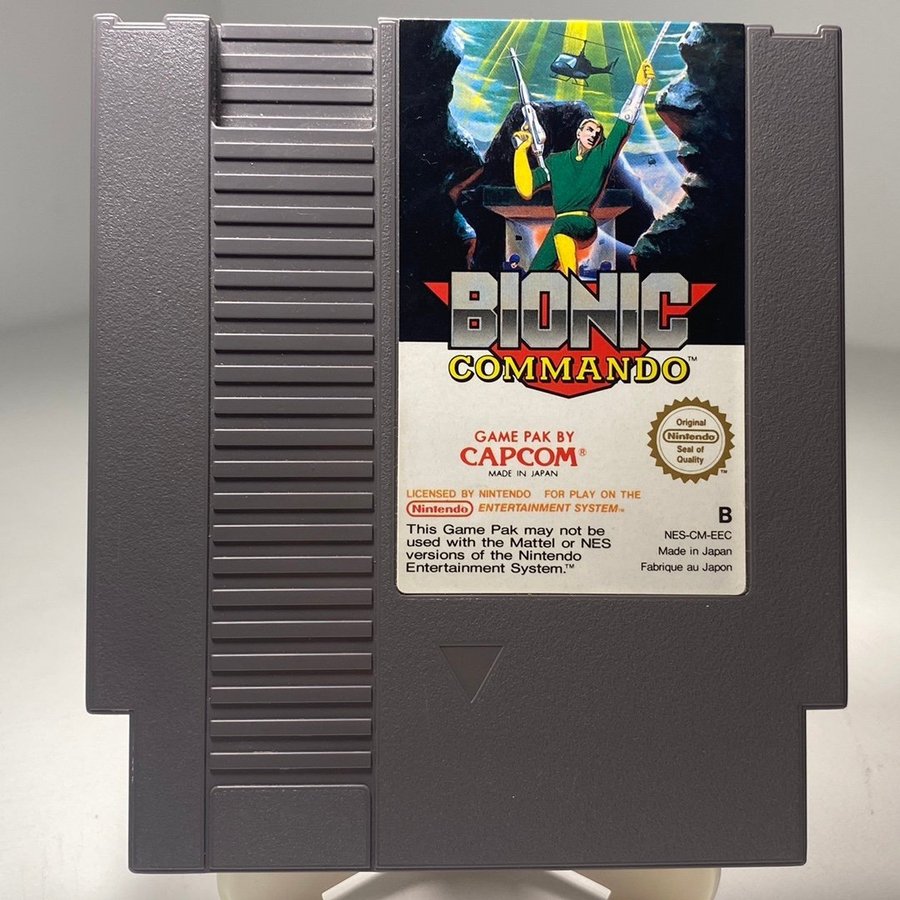 BIONIC
COMMANDO™
GAME PAK BY
CAPCOM®
MADE IN JAPAN
Original
Nintendo
Seal of
Quality
™
LICENSED BY NINTENDO FOR PLAY ON THE
Nintendo ENTERTAINMENT SYSTEM™
This Game Pak may not be
used with the Mattel or NES
versions of the Nintendo
Entertainment System.™
B
NES-CM-EEC
Made in Japan
Fabrique au Japon